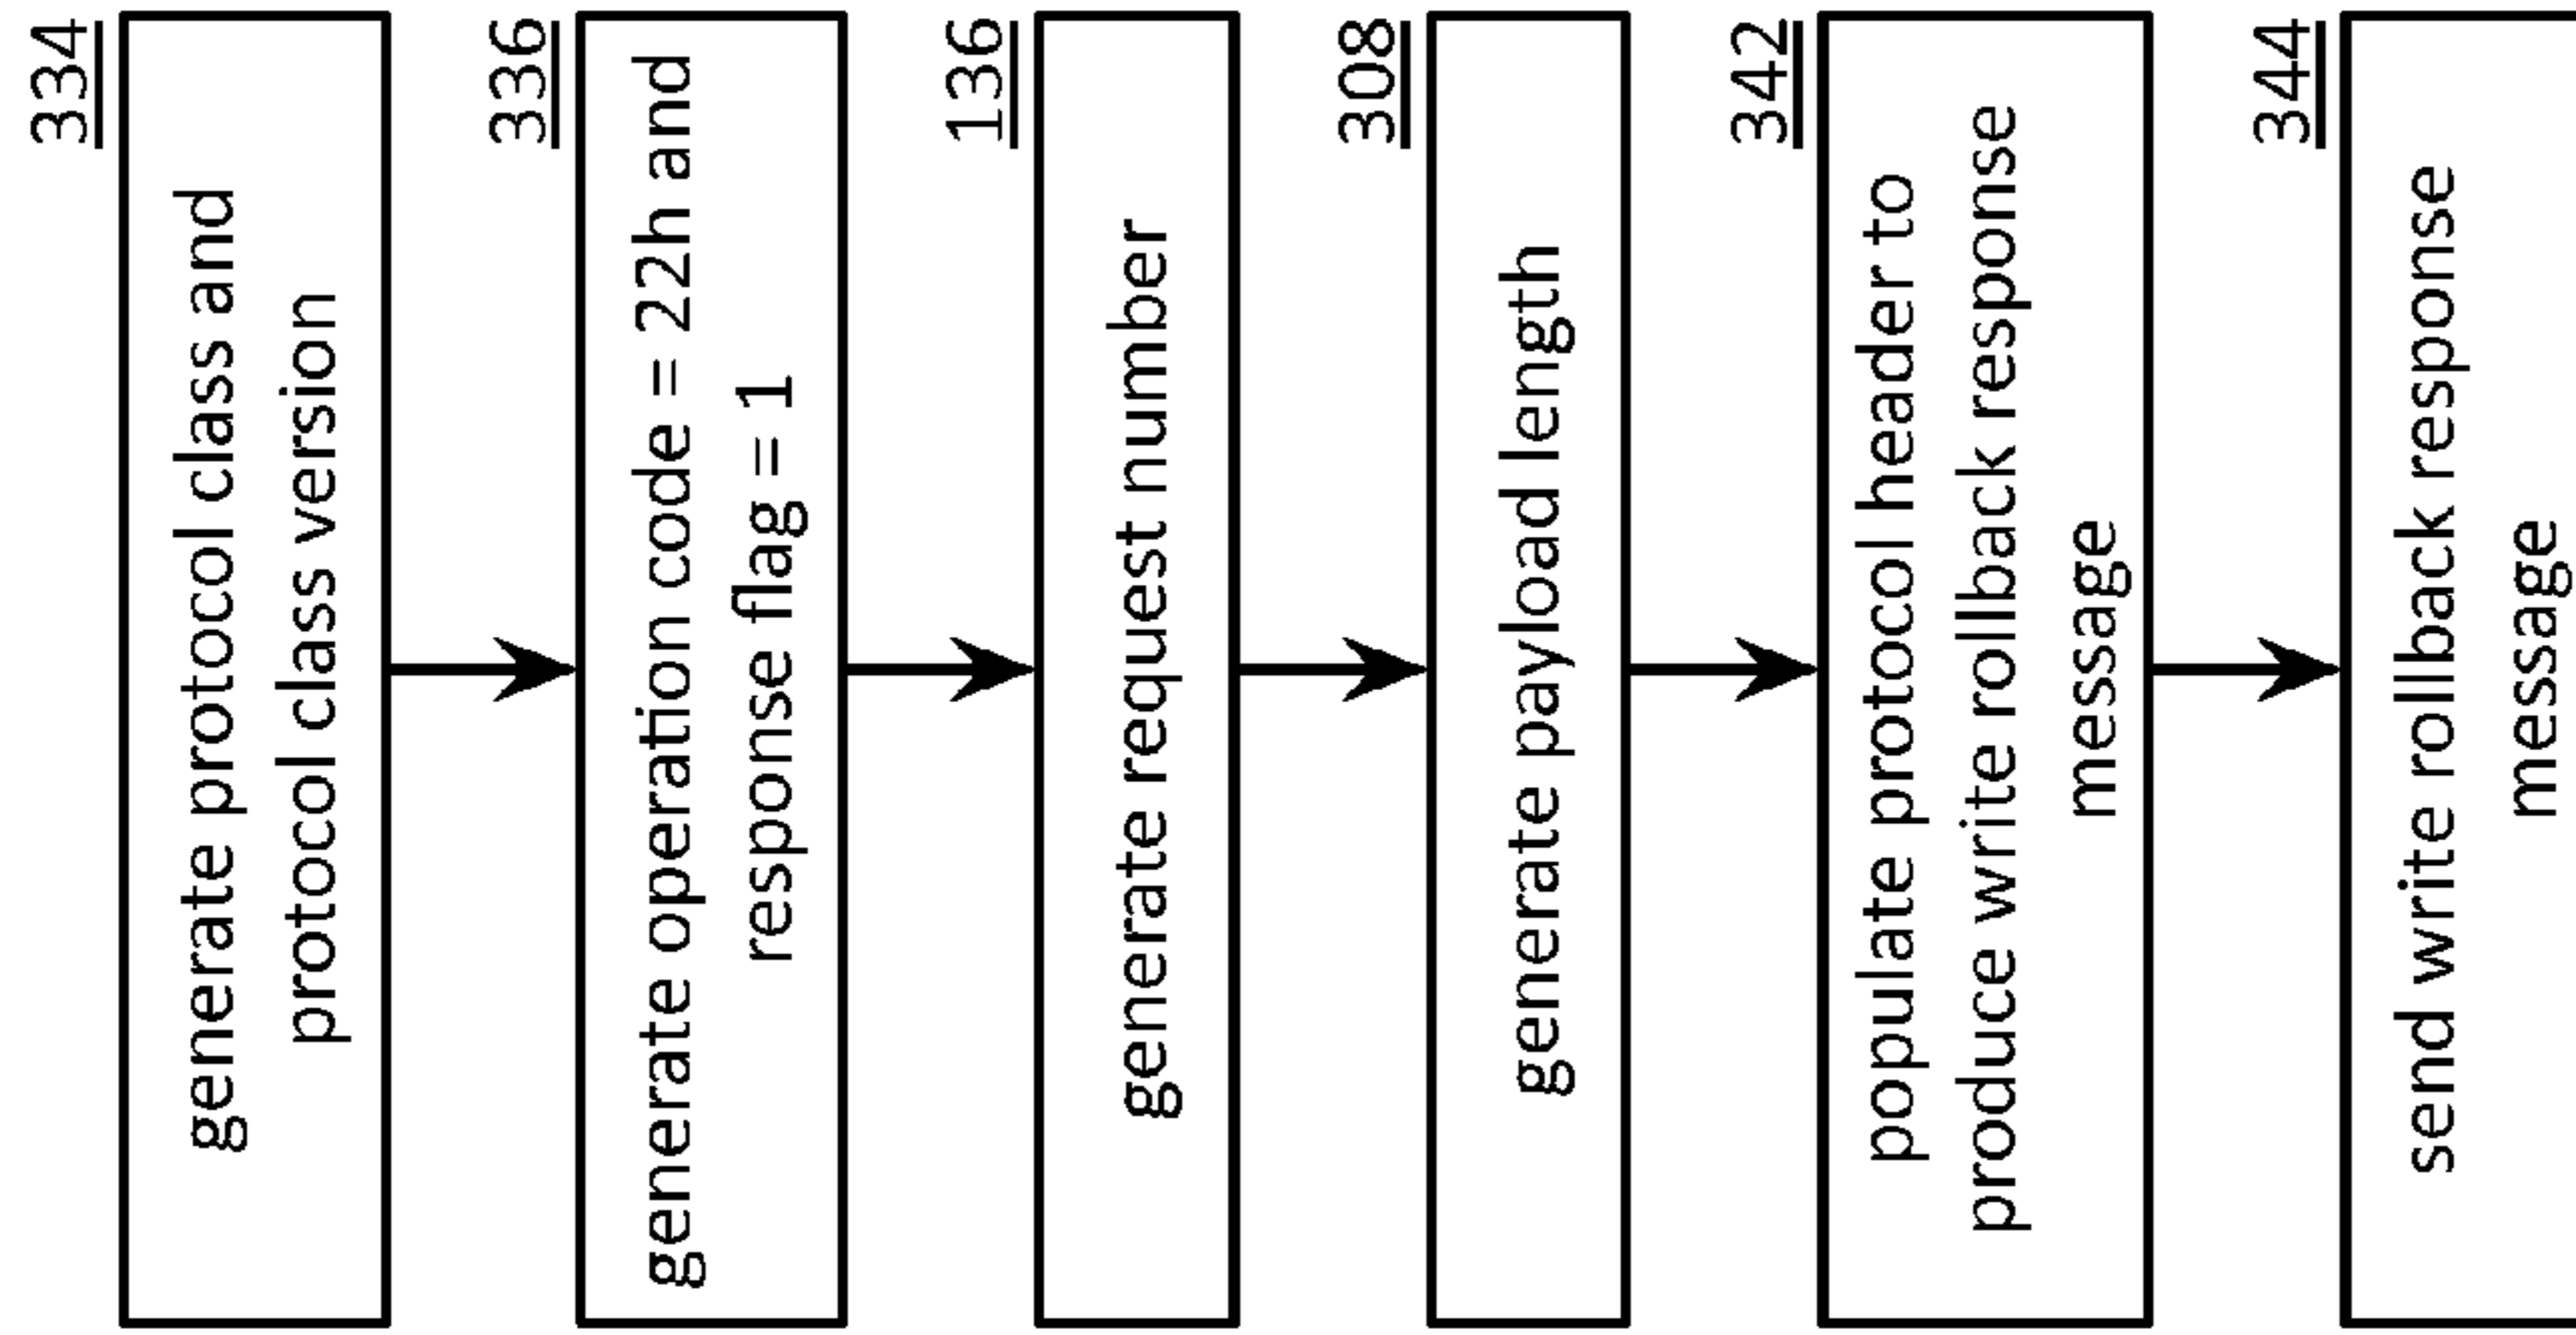 334
generate protocol class and
protocol class version
336
generate operation code = 22h and
response flag = 1
136
generate request number
308
generate payload length
342
populate protocol header to
produce write rollback response
message
344
send write rollback response
message